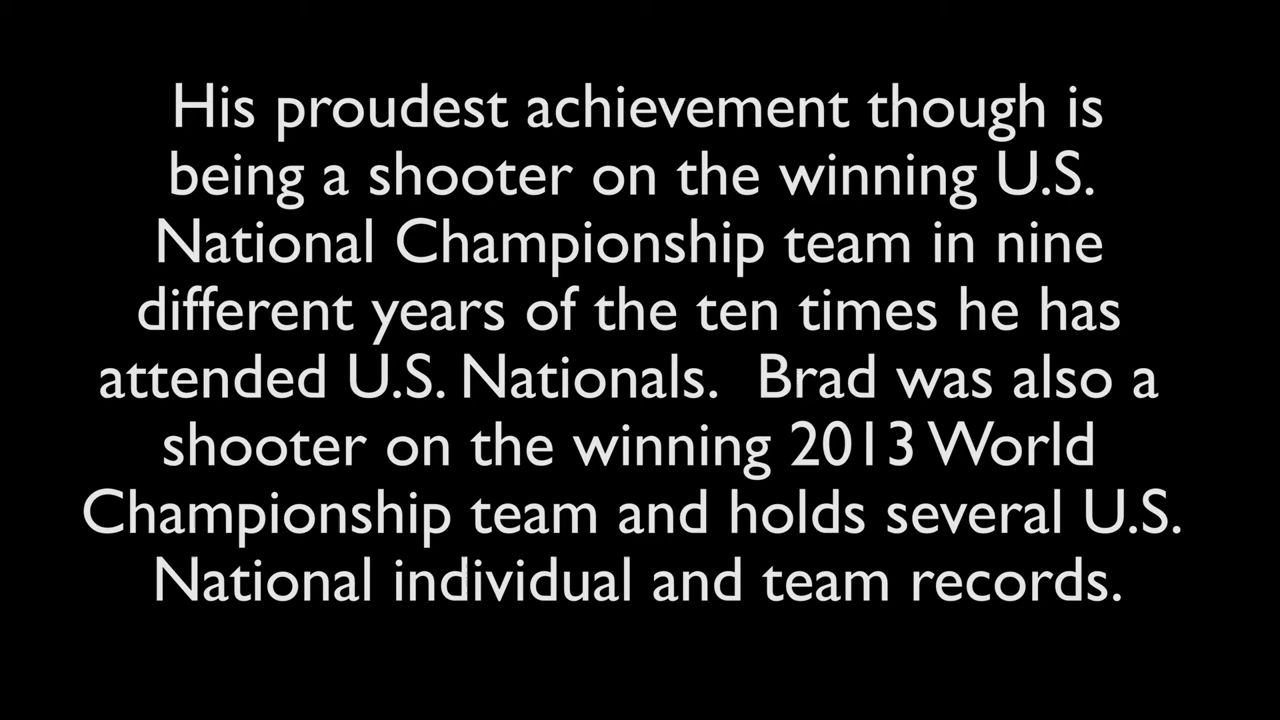 His proudest achievement though is
being a shooter on the winning U.S.
National Championship team in nine
different years of the ten times he has
attended U.S. Nationals.  Brad was also a
shooter on the winning 2013 World
Championship team and holds several U.S.
National individual and team records.